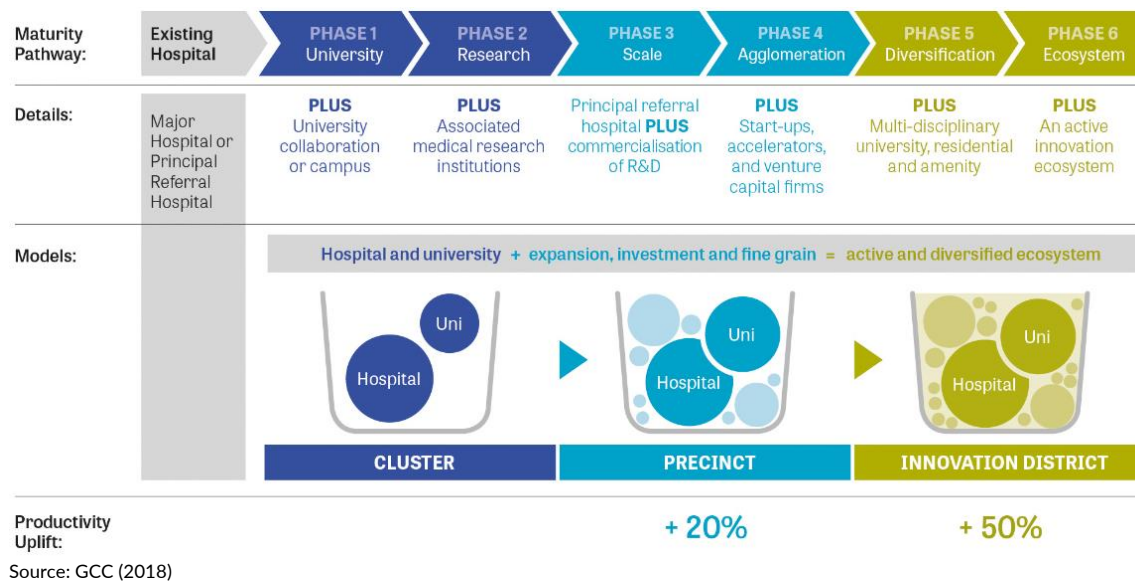 Maturity
Pathway:
Existing
Hospital
PHASE 1
University
PHASE 2
Research
PHASE 3
Scale
PHASE 4
Agglomeration
PHASE 5
Diversification
PHASE 6
Ecosystem
Details:
Major
Hospital or
Principal
Referral
Hospital
PLUS
University
collaboration
or campus
PLUS
Associated
medical research
institutions
Principal referral
hospital PLUS
commercialisation
of R&D
PLUS
Start-ups,
accelerators,
and venture
capital firms
PLUS
Multi-disciplinary
university, residential
and amenity
PLUS
An active
innovation
ecosystem
Models:
Hospital and university + expansion, investment and fine grain = active and diversified ecosystem
Uni
Hospital
Uni
Hospital
Uni
Hospital
CLUSTER
PRECINCT
INNOVATION DISTRICT
Productivity
Uplift:
+ 20%
+ 50%
Source: GCC (2018)